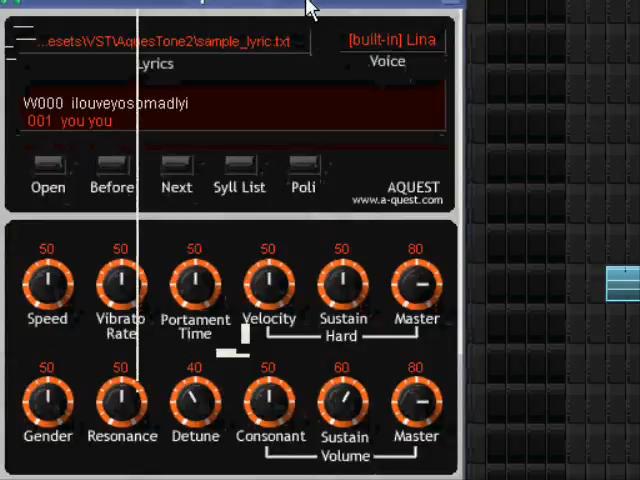 ...esets\VST\AquesTone2\sample_lyric.txt [built-in] Lina
Lyrics Voice
W000 ilouveyosomadlyi
001 you you
Open Before Next Syll List Poli AQUEST
www.a-quest.com
50 50 50 50 50 80
Speed Vibrato Rate Portament Time Velocity Sustain Master
Hard
50 50 40 50 60 80
Gender Resonance Detune Consonant Sustain Master
Volume